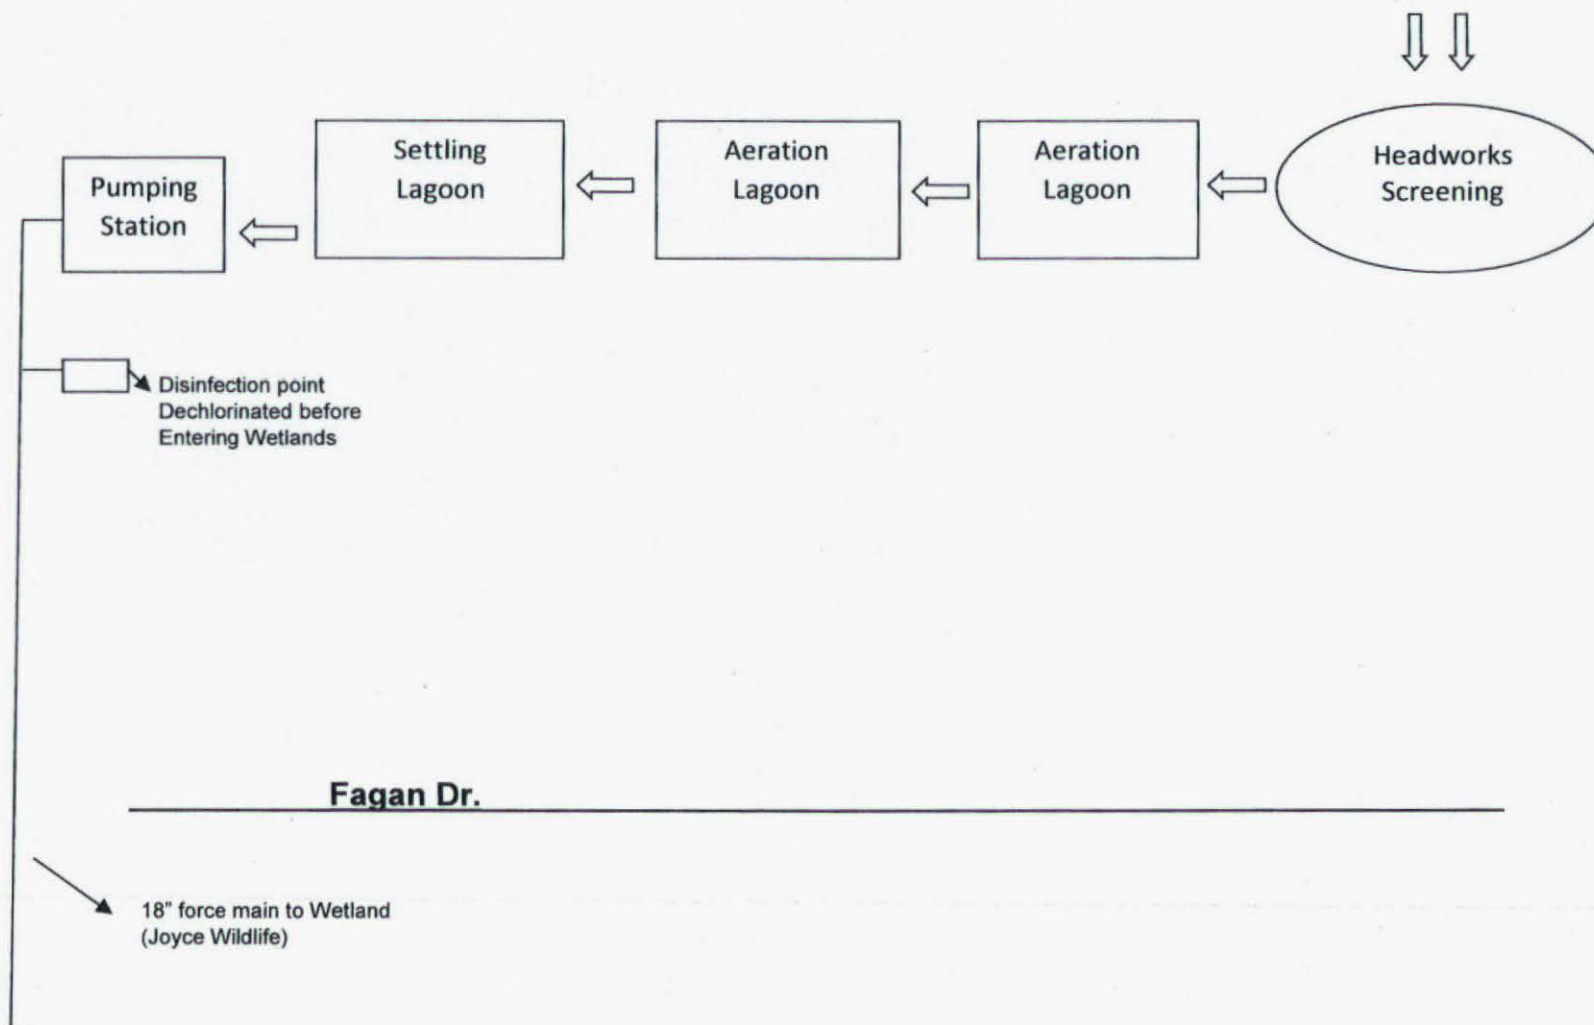 Pumping
Station
Settling
Lagoon
Aeration
Lagoon
Aeration
Lagoon
Headworks
Screening
Disinfection point
Dechlorinated before
Entering Wetlands
Fagan Dr.
18" force main to Wetland
(Joyce Wildlife)